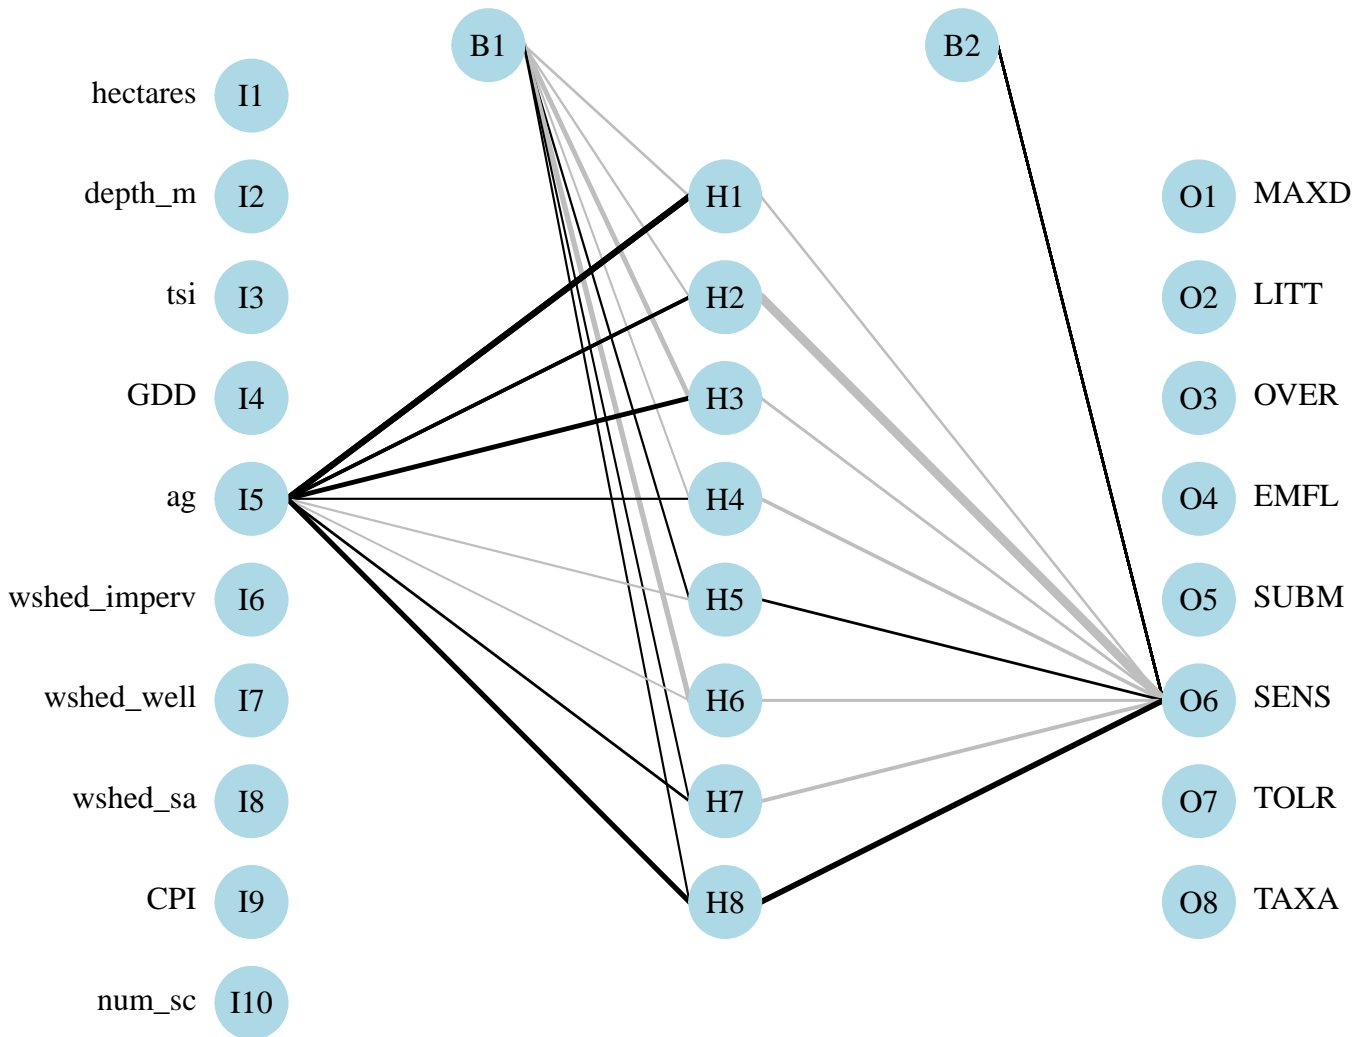 B1
B2
hectares I1
depth_m I2 H1 O1 MAXD
tsi I3 H2 O2 LITT
GDD I4 H3 O3 OVER
ag I5 H4 O4 EMFL
wshed_imperv I6 H5 O5 SUBM
wshed_well I7 H6 O6 SENS
wshed_sa I8 H7 O7 TOLR
CPI I9 H8 O8 TAXA
num_sc I10